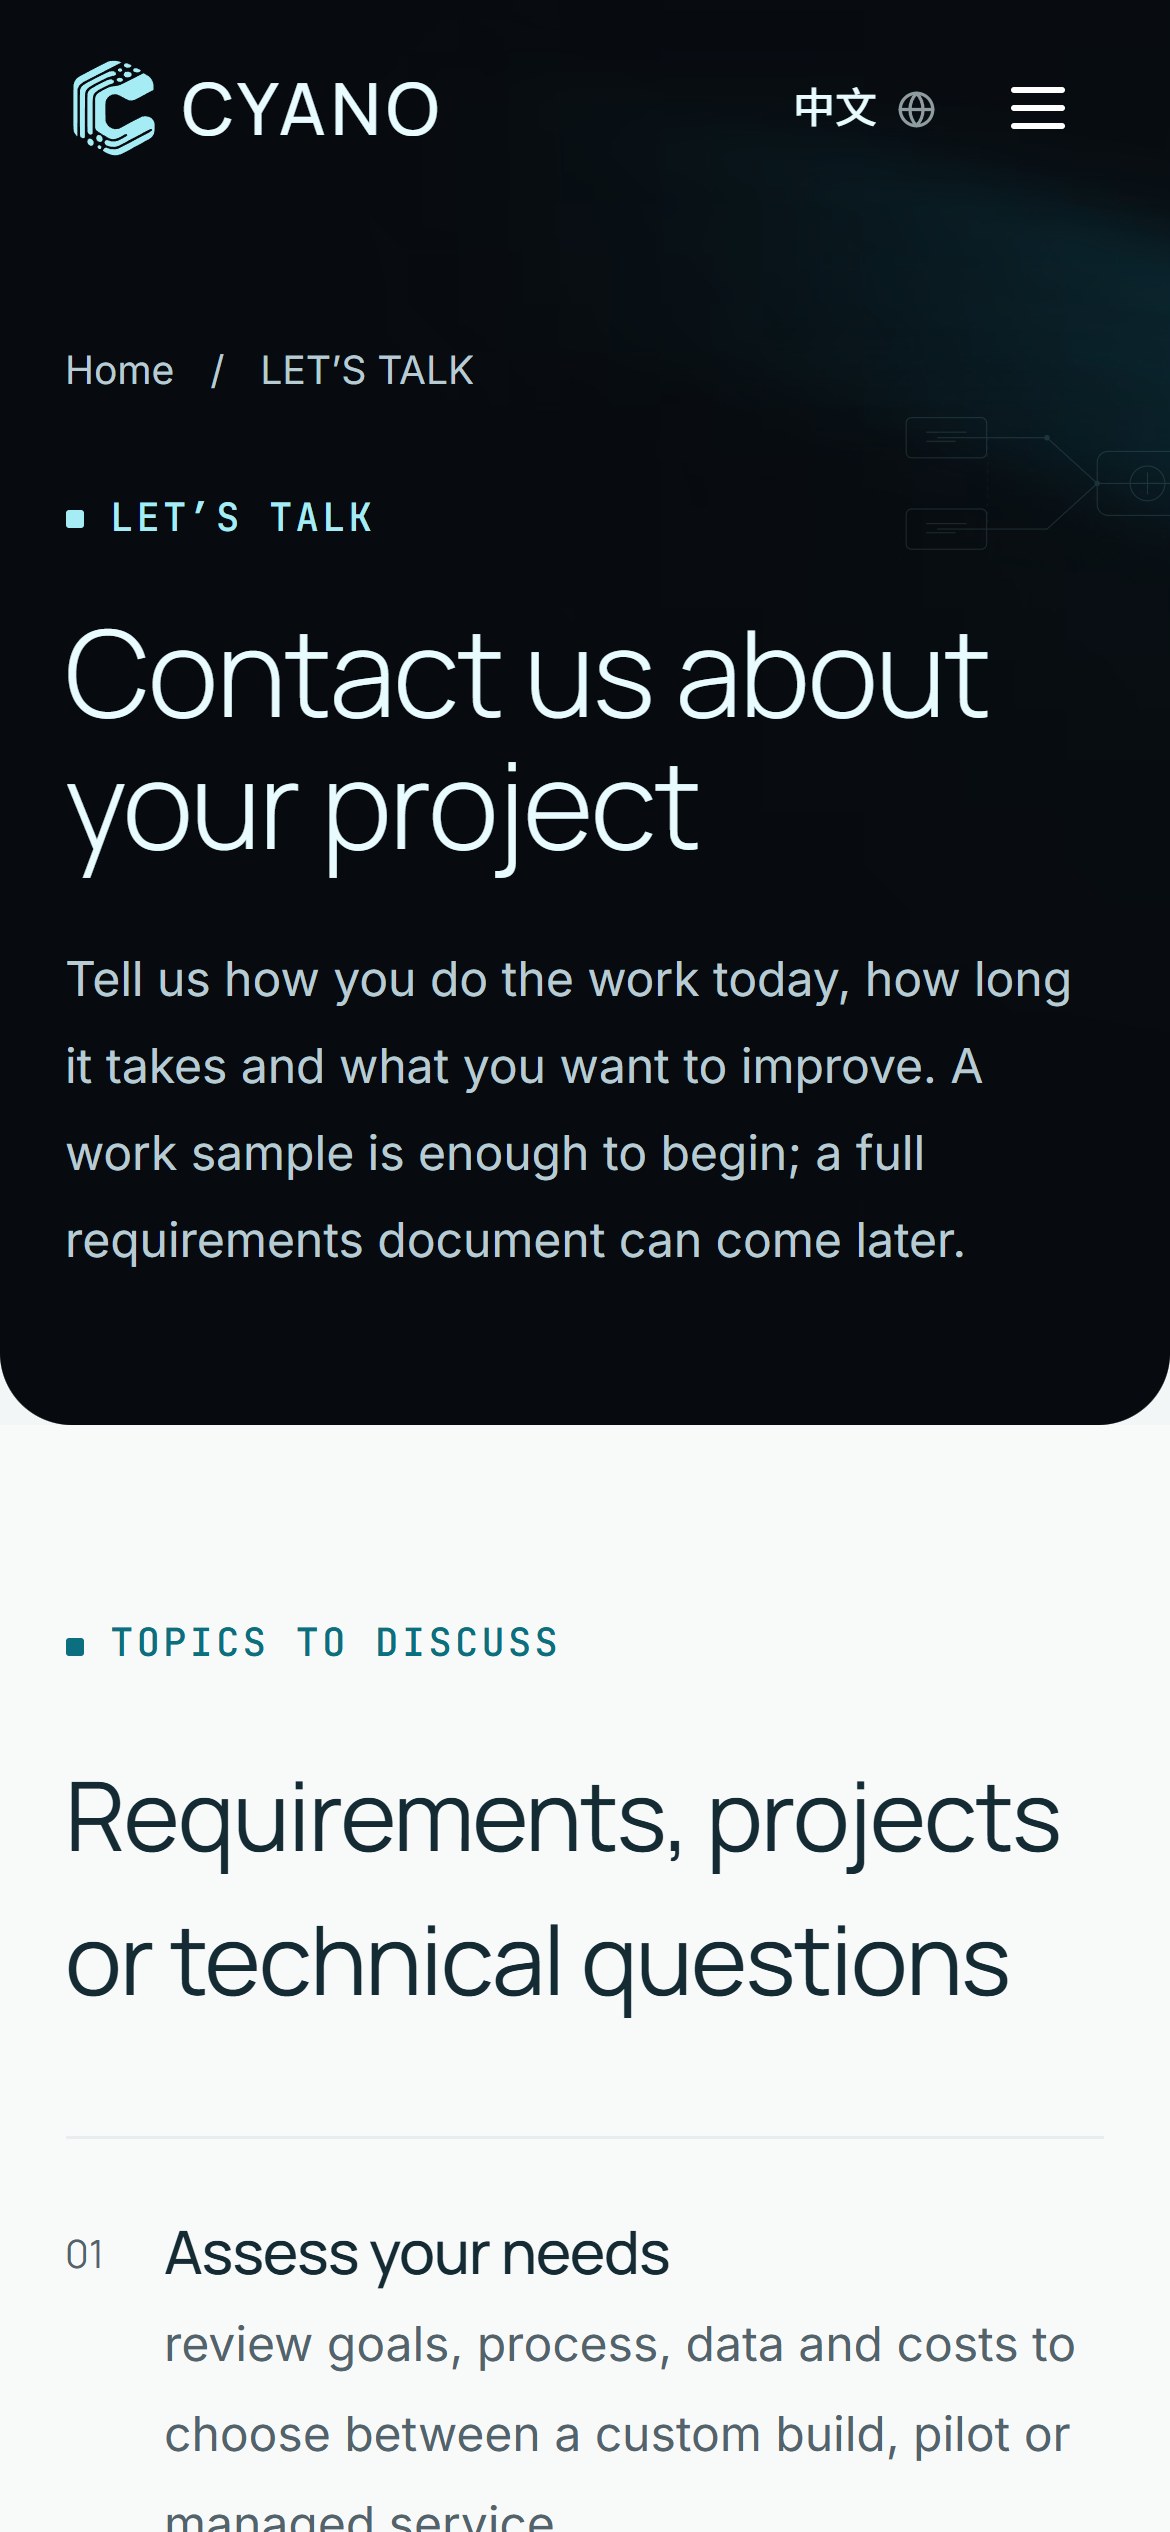 CYANO
中文
Home / LET’S TALK
LET’S TALK
Contact us about
your project
Tell us how you do the work today, how long
it takes and what you want to improve. A
work sample is enough to begin; a full
requirements document can come later.
TOPICS TO DISCUSS
Requirements, projects
or technical questions
01 Assess your needs
review goals, process, data and costs to
choose between a custom build, pilot or
managed service